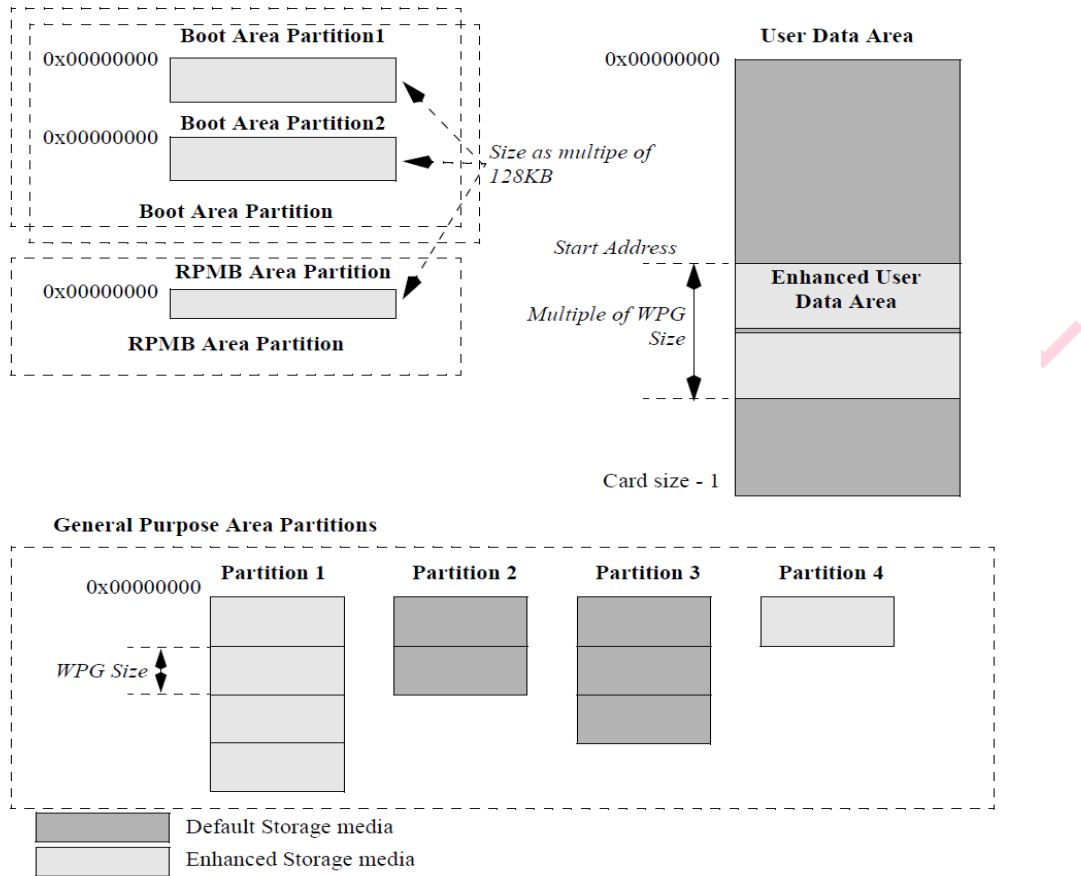 Boot Area Partition1
0x00000000
Boot Area Partition2
0x00000000
Size as multipe of
128KB
Boot Area Partition
RPMB Area Partition
0x00000000
RPMB Area Partition
User Data Area
0x00000000
Start Address
Enhanced User
Data Area
Multiple of WPG
Size
Card size - 1
General Purpose Area Partitions
0x00000000
Partition 1
Partition 2
Partition 3
Partition 4
WPG Size
Default Storage media
Enhanced Storage media